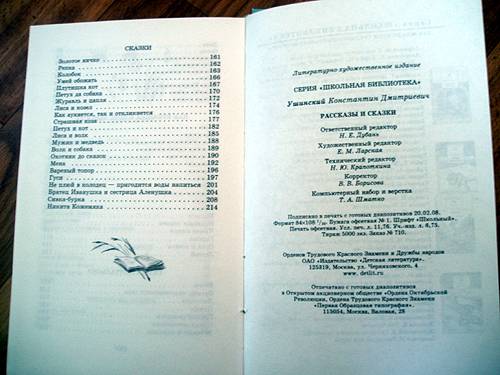 СКАЗКИ
Золотое яичко 161
Репка 162
Колобок 163
Умей обождать 166
Плутишка кот 167
Петух да собака 170
Журавль и цапля 172
Лиса и козел 174
Как аукнется, так и откликнется 176
Страшная коза 177
Петух и кот 182
Лиса и волк 185
Мужик и медведь 188
Волк и собака 189
Охотник до сказок 190
Мена 192
Вареный топор 196
Гуси 197
Не плюй в колодец — пригодится воды напиться 201
Братец Иванушка и сестрица Аленушка 204
Сивка-бурка 208
Никита Кожемяка 214
Литературно-художественное издание
СЕРИЯ «ШКОЛЬНАЯ БИБЛИОТЕКА»
Ушинский Константин Дмитриевич
РАССКАЗЫ И СКАЗКИ
Ответственный редактор
Н. Е. Дубань
Художественный редактор
Е. М. Ларская
Технический редактор
Н. Ю. Крапоткина
Корректор
В. В. Борисова
Компьютерный набор и верстка
Т. А. Шматко
Подписано в печать с готовых диапозитивов 20.02.08.
Формат 84×108 1/32. Бумага офсетная № 1. Шрифт «Школьный».
Печать офсетная. Усл. печ. л. 11,76. Уч.-изд. л. 6,75.
Тираж 5000 экз. Заказ № 710.
Орденов Трудового Красного Знамени и Дружбы народов
ОАО «Издательство «Детская литература».
125319, Москва, ул. Черняховского, 4
www.detlit.ru
Отпечатано с готовых диапозитивов
в Открытом акционерном обществе «Ордена Октябрьской
Революции, Ордена Трудового Красного Знамени
«Первая Образцовая типография».
115054, Москва, Валовая, 28